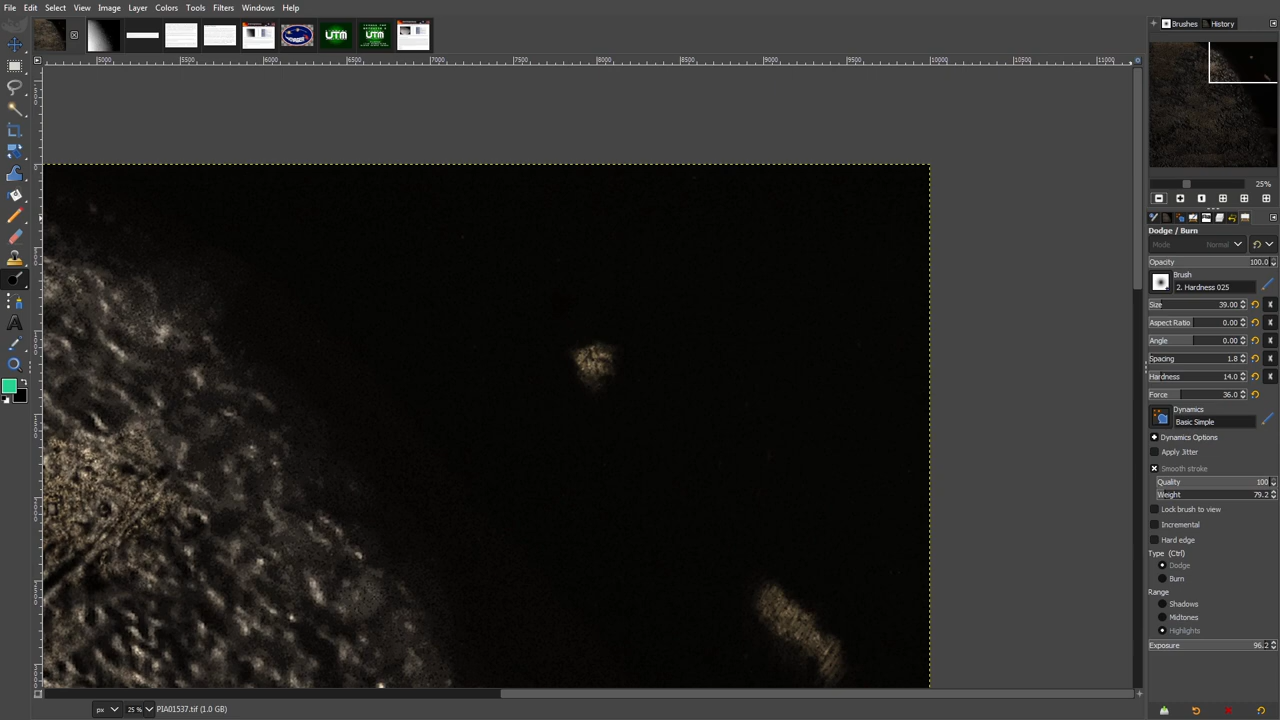 File Edit Select View Image Layer Colors Tools Filters Windows Help
UTM
UTM
Brushes History
5000 5500 6000 6500 7000 7500 8000 8500 9000 9500 10000 10500 11000
25%
Dodge / Burn
Mode Normal
Opacity 100.0
Brush
2. Hardness 025
Size 39.00
Aspect Ratio 0.00
Angle 0.00
Spacing 1.8
Hardness 14.0
Force 36.0
Dynamics
Basic Simple
Dynamics Options
Apply Jitter
Smooth stroke
Quality 100
Weight 79.2
Lock brush to view
Incremental
Hard edge
Type (Ctrl)
Dodge
Burn
Range
Shadows
Midtones
Highlights
Exposure 96.2
px 25 % PIA01537.tif (1.0 GB)